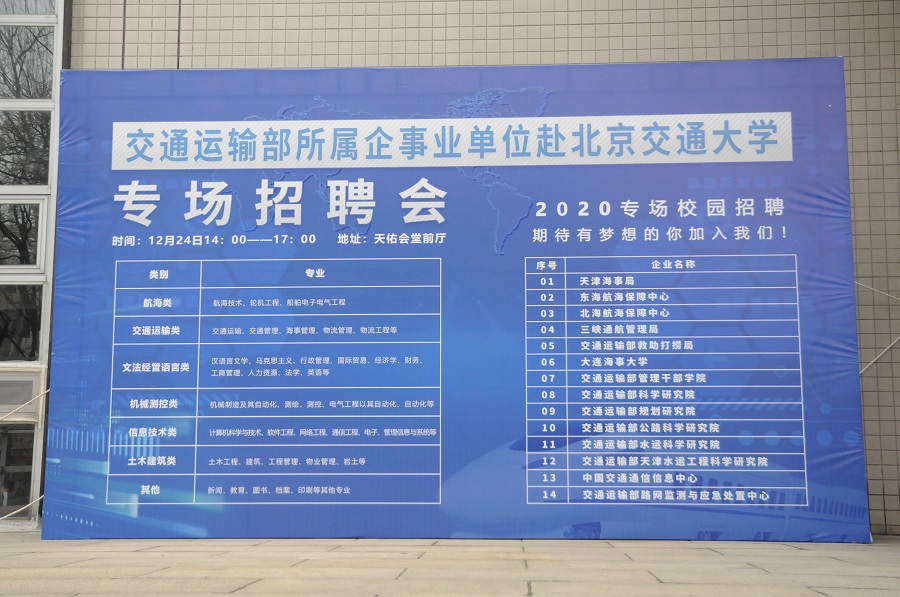 交通运输部所属企事业单位赴北京交通大学
专场招聘会
时间：12月24日14：00——17：00 地址：天佑会堂前厅
类别 专业
航海类 航海技术、轮机工程、船舶电子电气工程
交通运输类 交通运输、交通管理、海事管理、物流管理、物流工程等
文法经管语言类 汉语言文学、马克思主义、行政管理、国际贸易、经济学、财务、
工商管理、人力资源、法学、英语等
机械测控类 机械制造及其自动化、测绘、测控、电气工程以其自动化、自动化等
信息技术类 计算机科学与技术、软件工程、网络工程、通信工程、电子、管理信息与系统等
土木建筑类 土木工程、建筑、工程管理、物业管理、岩土等
其他 新闻、教育、图书、档案、印刷等其他专业
2020专场校园招聘
期待有梦想的你加入我们！
序号 企业名称
01 天津海事局
02 东海航海保障中心
03 北海航海保障中心
04 三峡通航管理局
05 交通运输部救助打捞局
06 大连海事大学
07 交通运输部管理干部学院
08 交通运输部科学研究院
09 交通运输部规划研究院
10 交通运输部公路科学研究院
11 交通运输部水运科学研究院
12 交通运输部天津水运工程科学研究院
13 中国交通通信信息中心
14 交通运输部路网监测与应急处置中心